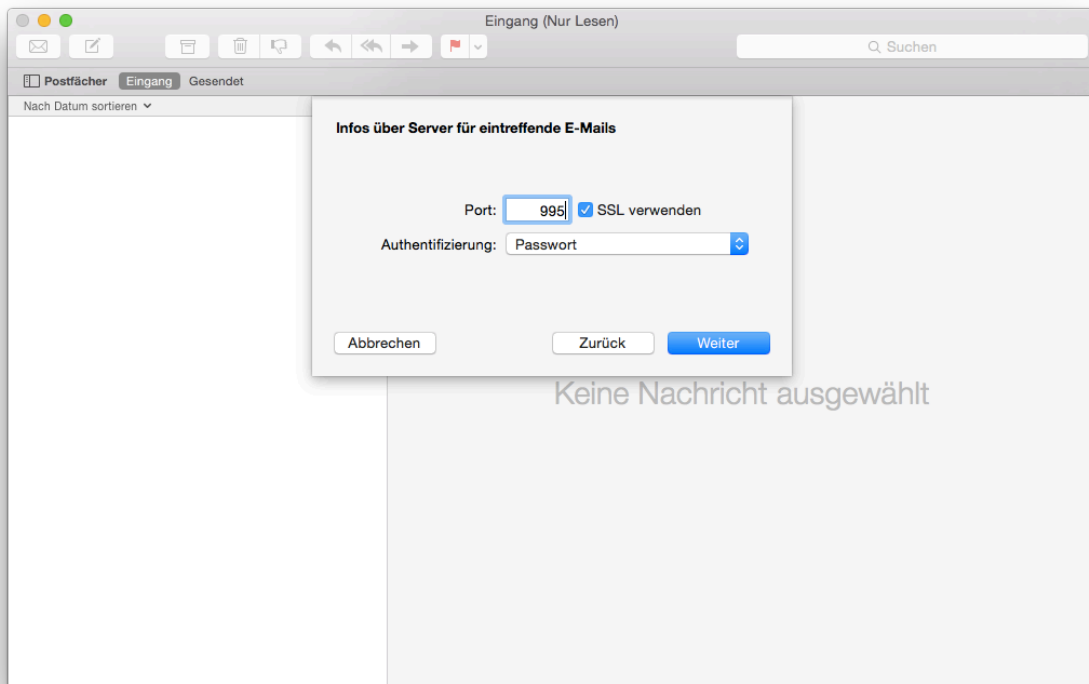 Eingang (Nur Lesen)
Suchen
Postfächer Eingang Gesendet
Nach Datum sortieren
Infos über Server für eintreffende E-Mails
Port: 995 SSL verwenden
Authentifizierung: Passwort
Abbrechen Zurück Weiter
Keine Nachricht ausgewählt